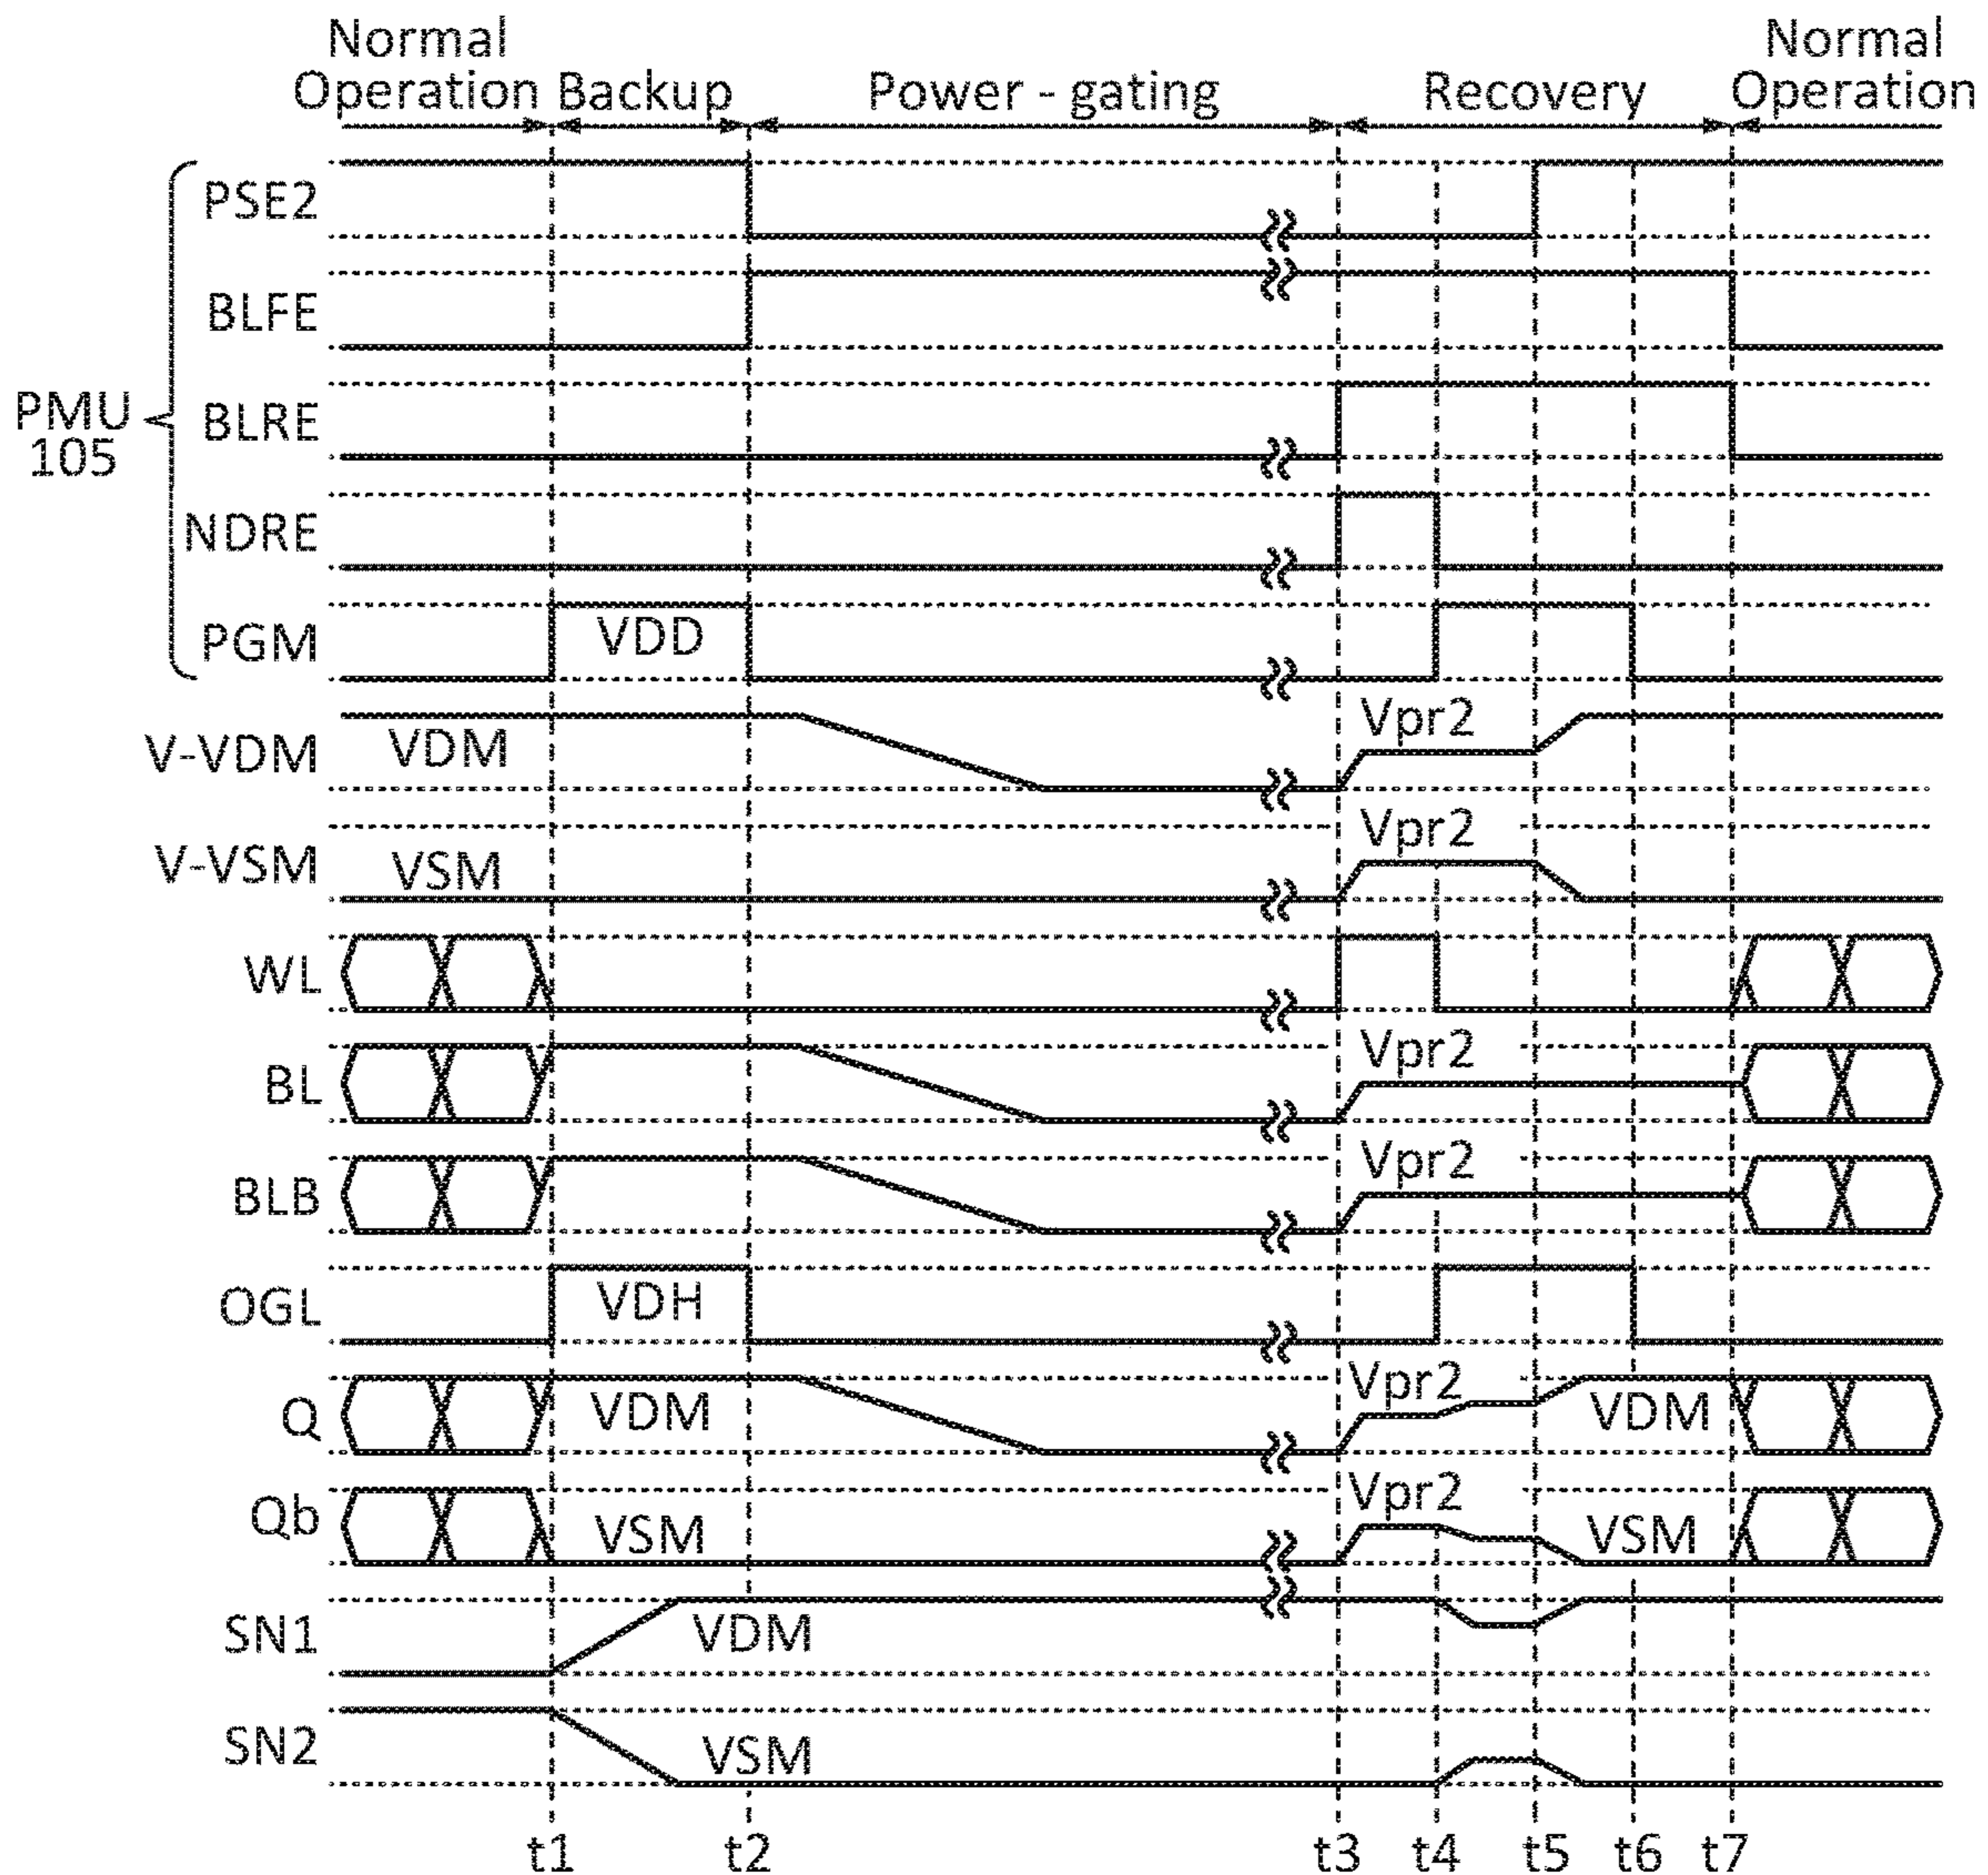 Normal
Operation
Backup
Power - gating
Recovery
Normal
Operation
PMU
105
PSE2
BLFE
BLRE
NDRE
PGM
VDD
V-VDM
VDM
Vpr2
V-VSM
VSM
Vpr2
WL
BL
Vpr2
BLB
Vpr2
OGL
VDH
Q
VDM
Vpr2
VDM
Qb
VSM
Vpr2
VSM
SN1
VDM
SN2
VSM
t1 t2 t3 t4 t5 t6 t7